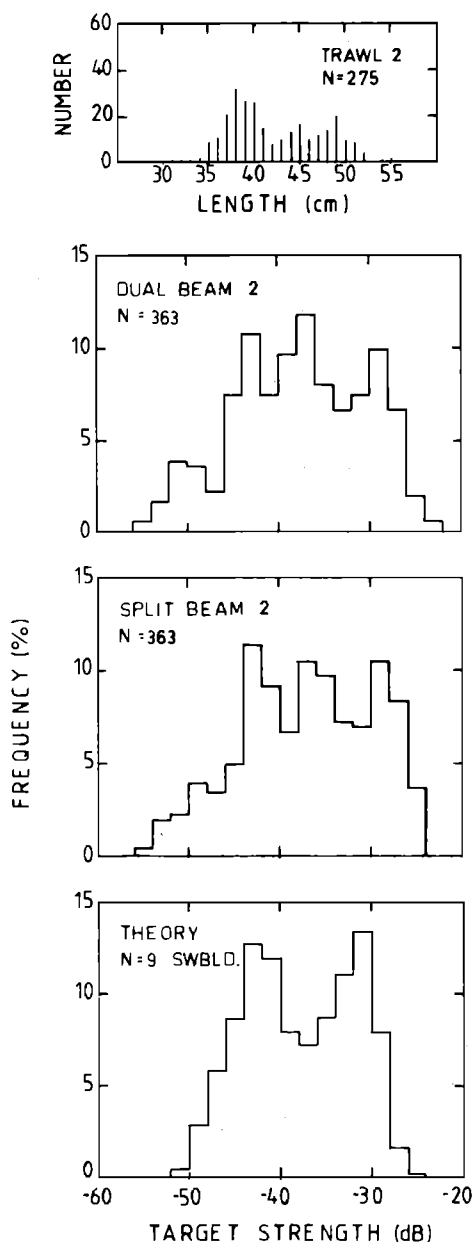 60
40
20
0
NUMBER
TRAWL 2
N=275
30 35 40 45 50 55
LENGTH (cm)
15
10
5
0
DUAL BEAM 2
N = 363
15
10
5
0
SPLIT BEAM 2
N = 363
FREQUENCY (%)
15
10
5
0
THEORY
N=9 SWBLD.
-60 -50 -40 -30 -20
TARGET STRENGTH (dB)